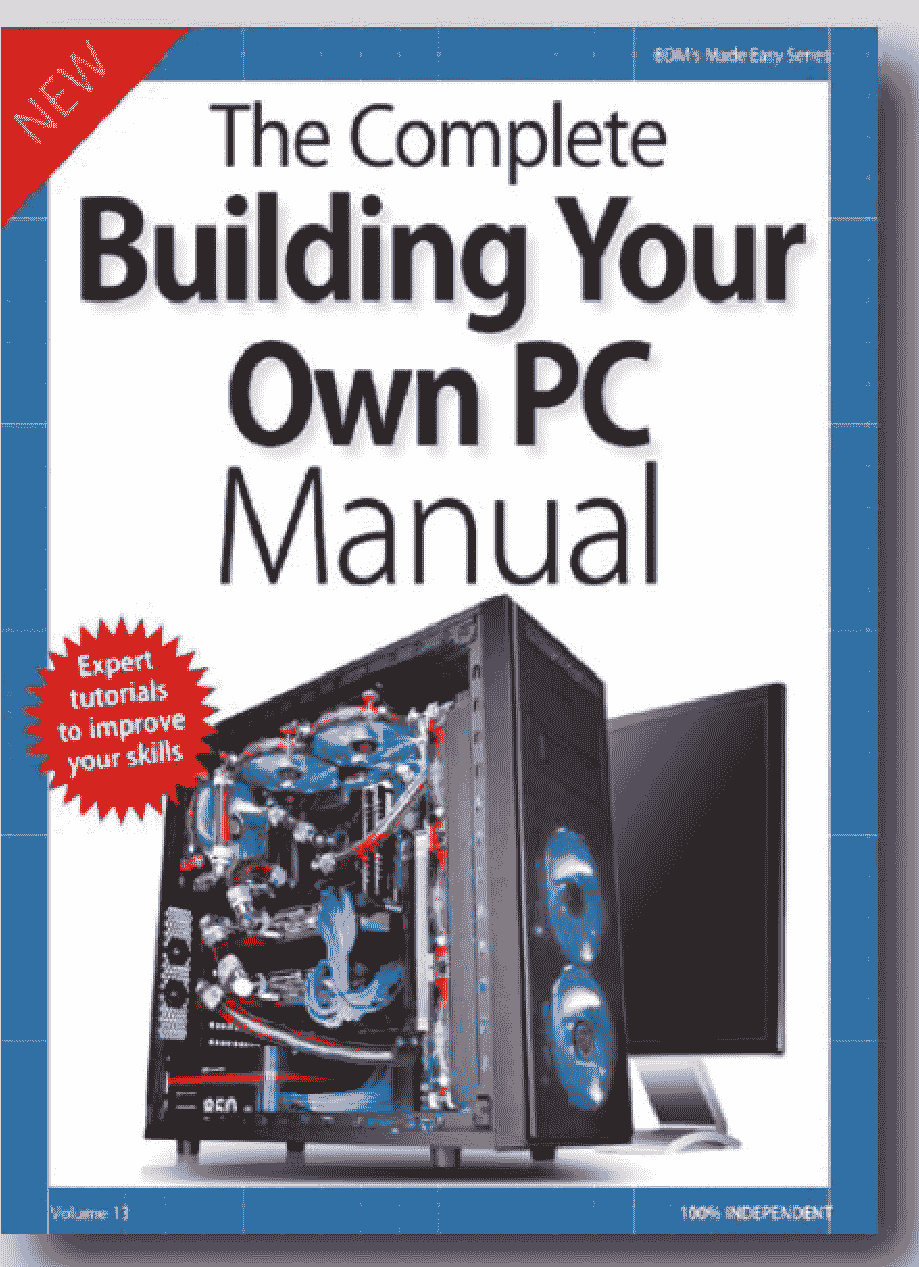 NEW
BDM's Made Easy Series
The Complete
Building Your
Own PC
Manual
Expert
tutorials
to improve
your skills
Volume 13
100% INDEPENDENT